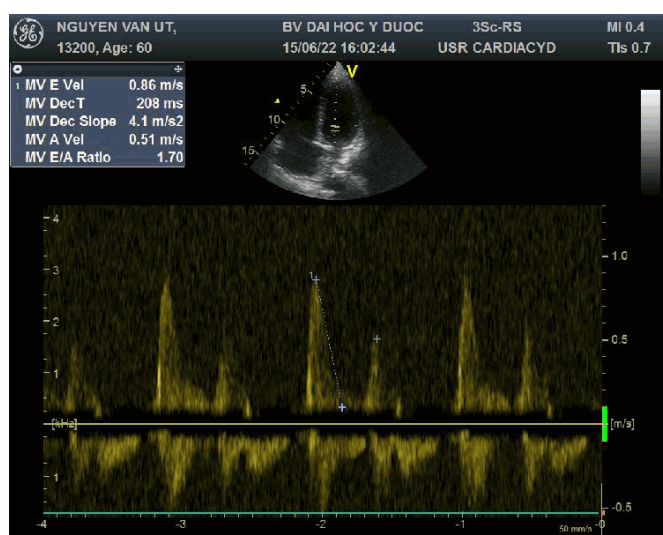 NGUYEN VAN UT,
BV DAI HOC Y DUOC
3Sc-RS
MI 0.4
13200, Age: 60
15/06/22 16:02:44
USR CARDIACYD
TIs 0.7
1 MV E Vel 0.86 m/s
MV DecT 208 ms
MV Dec Slope 4.1 m/s2
MV A Vel 0.51 m/s
MV E/A Ratio 1.70
V
5
10
15
4
3
2
1
[kHz]
1
1.0
0.5
[m/s]
-0.5
1
-4
-3
-2
-1
0
50 mm/s